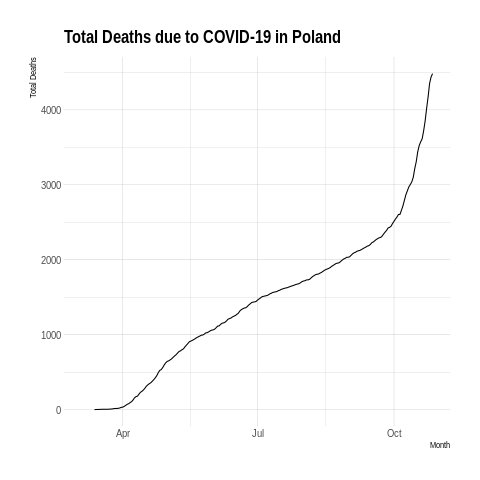 Total Deaths due to COVID-19 in Poland
Total Deaths
4000
3000
2000
1000
0
Apr Jul Oct
Month